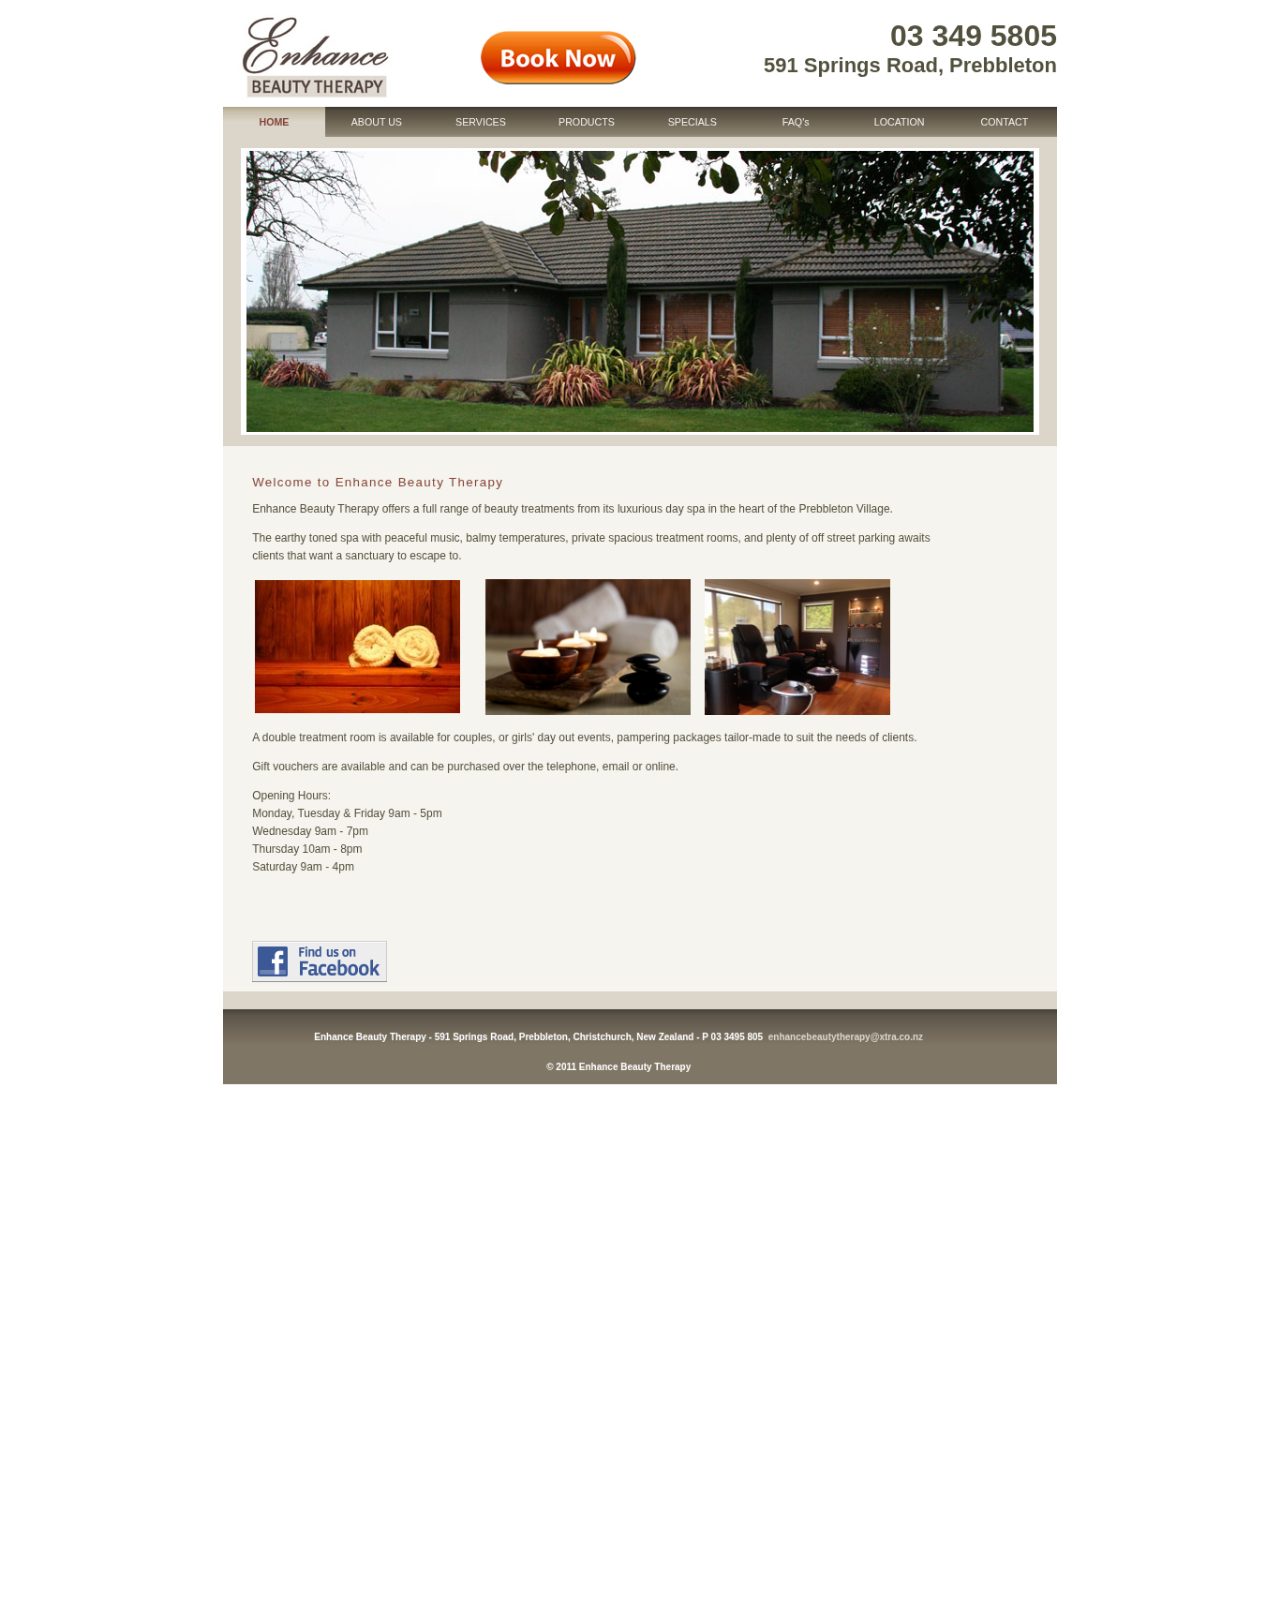 Enhance
BEAUTY THERAPY
Book Now
03 349 5805
591 Springs Road, Prebbleton
HOME ABOUT US SERVICES PRODUCTS SPECIALS FAQ's LOCATION CONTACT
Welcome to Enhance Beauty Therapy
Enhance Beauty Therapy offers a full range of beauty treatments from its luxurious day spa in the heart of the Prebbleton Village.
The earthy toned spa with peaceful music, balmy temperatures, private spacious treatment rooms, and plenty of off street parking awaits
clients that want a sanctuary to escape to.
A double treatment room is available for couples, or girls' day out events, pampering packages tailor-made to suit the needs of clients.
Gift vouchers are available and can be purchased over the telephone, email or online.
Opening Hours:
Monday, Tuesday & Friday 9am - 5pm
Wednesday 9am - 7pm
Thursday 10am - 8pm
Saturday 9am - 4pm
Find us on
Facebook
Enhance Beauty Therapy - 591 Springs Road, Prebbleton, Christchurch, New Zealand - P 03 3495 805 enhancebeautytherapy@xtra.co.nz
© 2011 Enhance Beauty Therapy